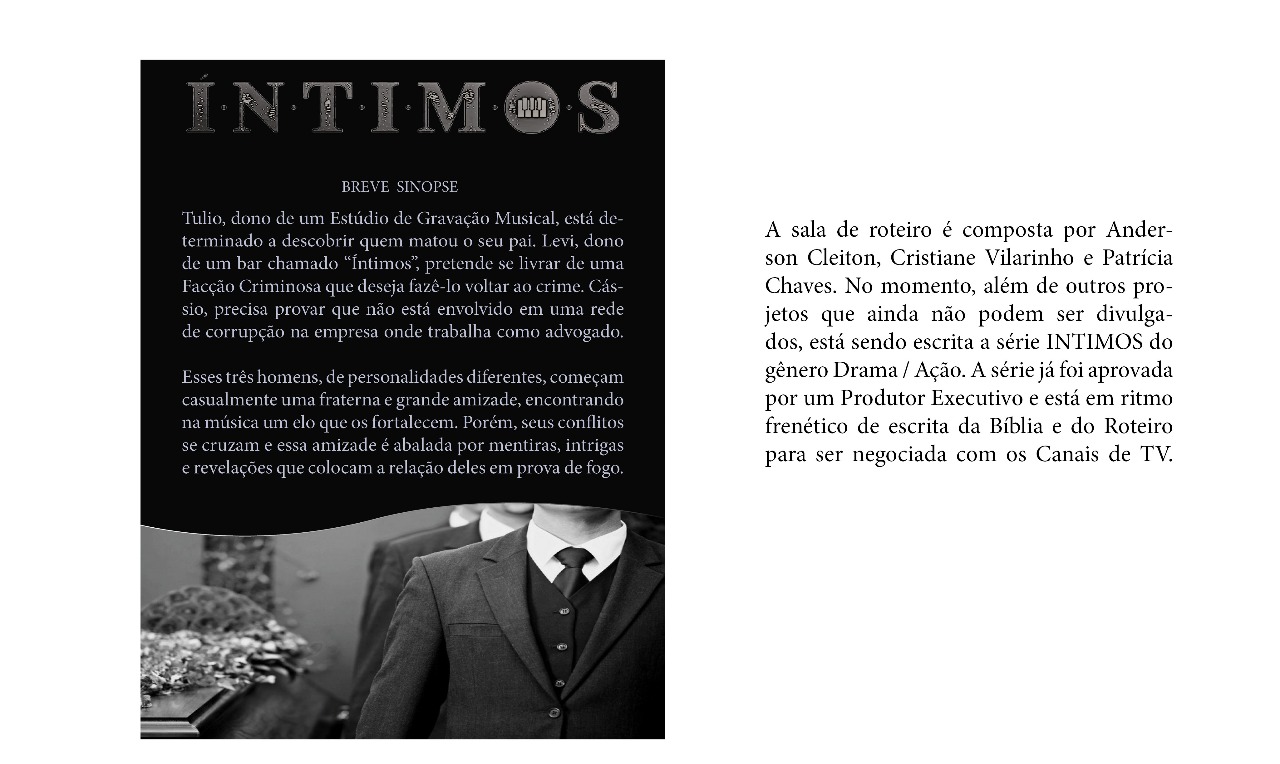 ÍNTIMOS
BREVE SINOPSE
Tulio, dono de um Estúdio de Gravação Musical, está de-
terminado a descobrir quem matou o seu pai. Levi, dono
de um bar chamado “Íntimos”, pretende se livrar de uma
Facção Criminosa que deseja fazê-lo voltar ao crime. Cás-
sio, precisa provar que não está envolvido em uma rede
de corrupção na empresa onde trabalha como advogado.
Esses três homens, de personalidades diferentes, começam
casualmente uma fraterna e grande amizade, encontrando
na música um elo que os fortalecem. Porém, seus conflitos
se cruzam e essa amizade é abalada por mentiras, intrigas
e revelações que colocam a relação deles em prova de fogo.
A sala de roteiro é composta por Ander-
son Cleiton, Cristiane Vilarinho e Patrícia
Chaves. No momento, além de outros pro-
jetos que ainda não podem ser divulga-
dos, está sendo escrita a série INTIMOS do
gênero Drama / Ação. A série já foi aprovada
por um Produtor Executivo e está em ritmo
frenético de escrita da Bíblia e do Roteiro
para ser negociada com os Canais de TV.